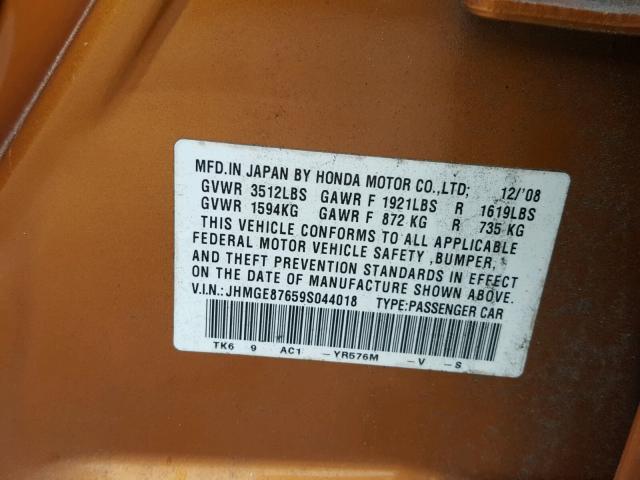 MFD.IN JAPAN BY HONDA MOTOR CO.,LTD; 12/'08
GVWR 3512LBS GAWR F 1921LBS R 1619LBS
GVWR 1594KG GAWR F 872 KG R 735 KG
THIS VEHICLE CONFORMS TO ALL APPLICABLE
FEDERAL MOTOR VEHICLE SAFETY ,BUMPER,
AND THEFT PREVENTION STANDARDS IN EFFECT
ON THE DATE OF MANUFACTURE SHOWN ABOVE.
V.I.N.:JHMGE87659S044018 TYPE:PASSENGER CAR
TK6 9 AC1 -YR576M -V -S